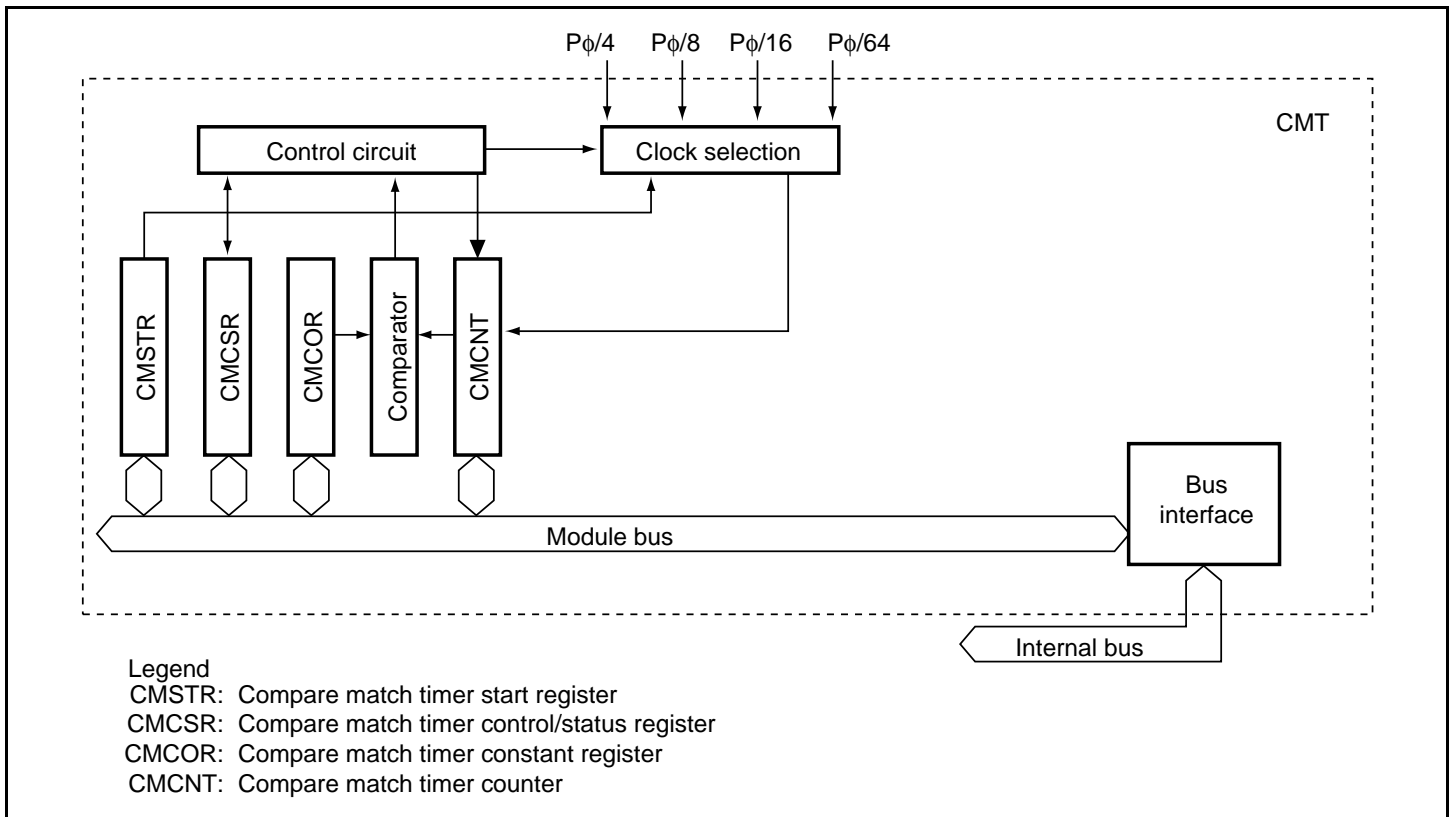 Pϕ/4 Pϕ/8 Pϕ/16 Pϕ/64
CMT
Control circuit
Clock selection
CMSTR
CMCSR
CMCOR
Comparator
CMCNT
Bus
interface
Module bus
Internal bus
Legend
CMSTR: Compare match timer start register
CMCSR: Compare match timer control/status register
CMCOR: Compare match timer constant register
CMCNT: Compare match timer counter